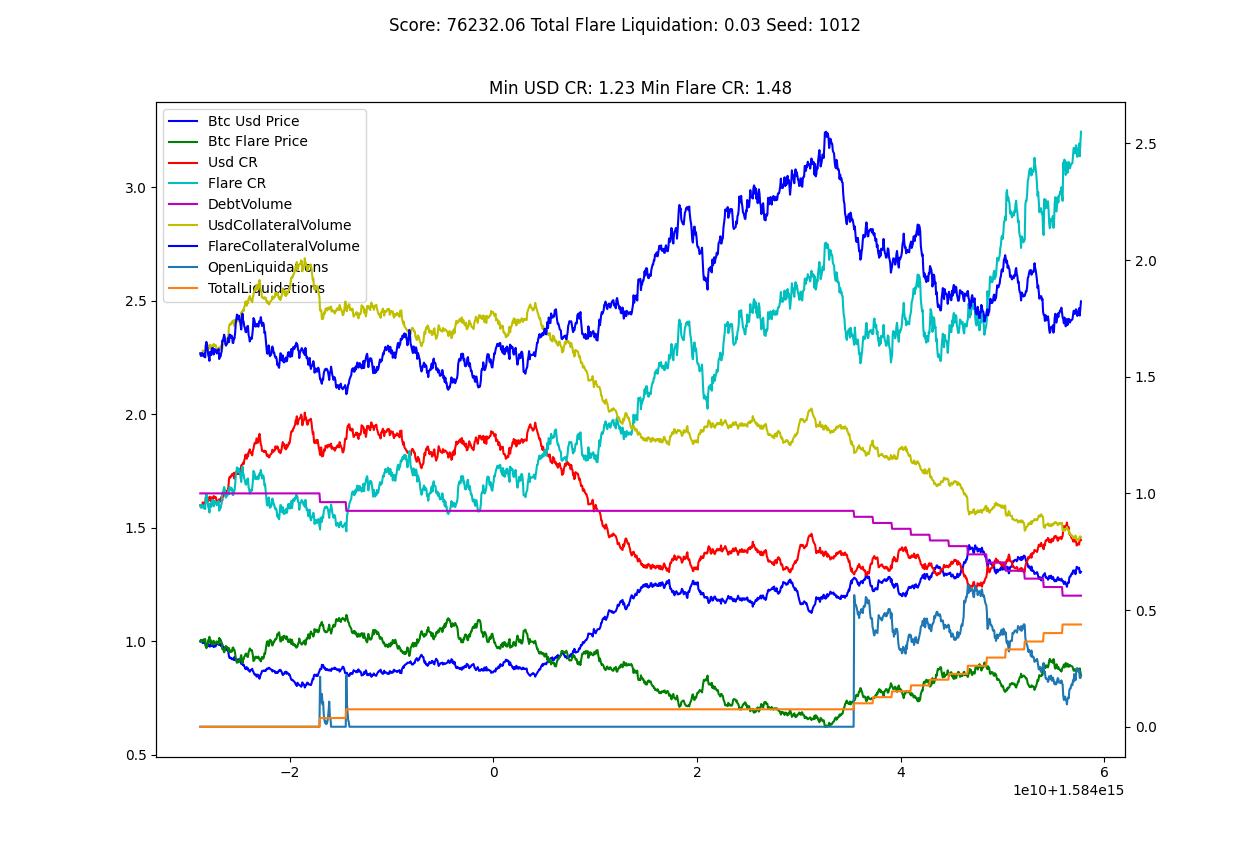 Score: 76232.06 Total Flare Liquidation: 0.03 Seed: 1012
Min USD CR: 1.23 Min Flare CR: 1.48
Btc Usd Price
Btc Flare Price
Usd CR
Flare CR
DebtVolume
UsdCollateralVolume
FlareCollateralVolume
OpenLiquidations
TotalLiquidations
3.0
2.5
2.0
1.5
1.0
0.5
2.5
2.0
1.5
1.0
0.5
0.0
−2
0
2
4
6
1e10+1.584e15